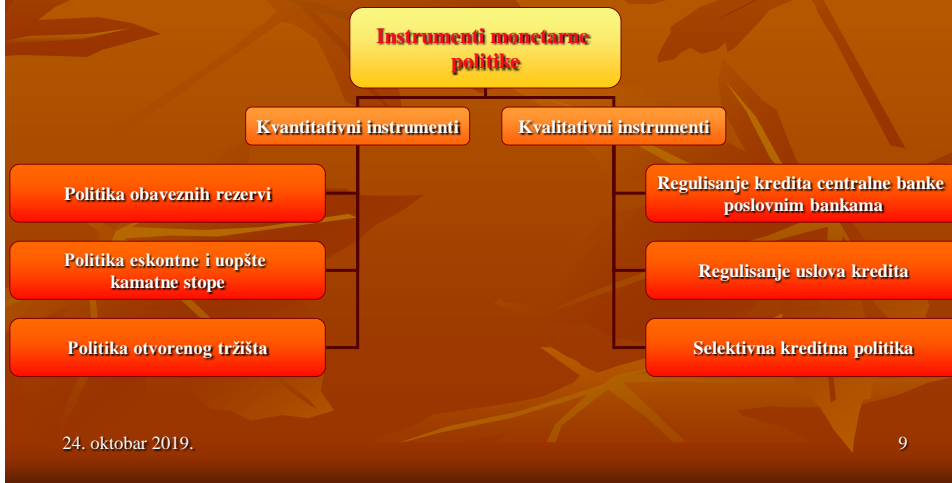 Instrumenti monetarne
politike
Kvantitativni instrumenti
Kvalitativni instrumenti
Politika obaveznih rezervi
Politika eskontne i uopšte
kamatne stope
Politika otvorenog tržišta
Regulisanje kredita centralne banke
poslovnim bankama
Regulisanje uslova kredita
Selektivna kreditna politika
24. oktobar 2019.
9